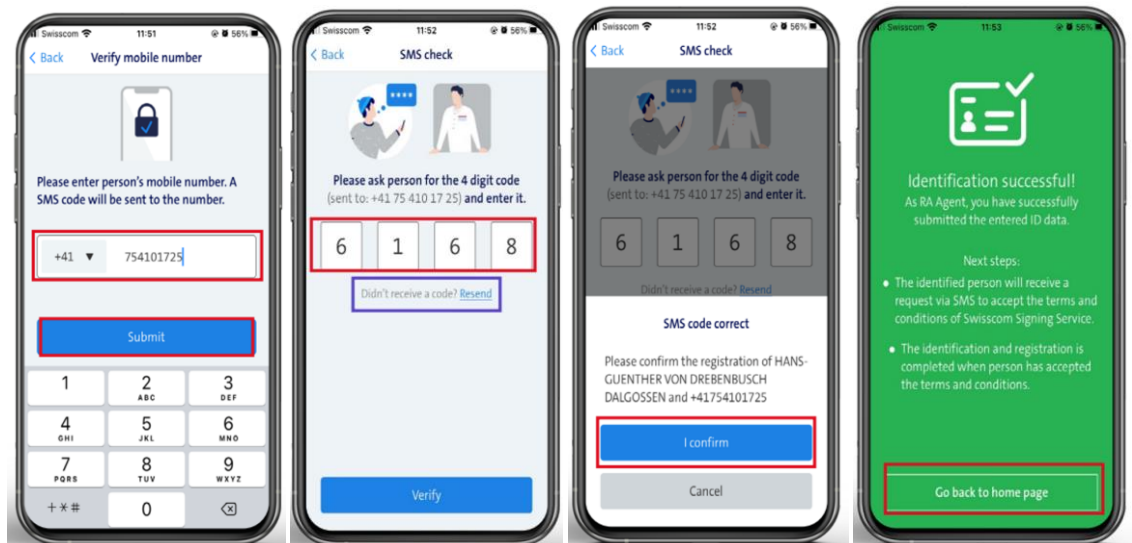 Swisscom 11:51 56%
Back Verify mobile number
Please enter person's mobile number. A
SMS code will be sent to the number.
+41 ▼ 754101725
Submit
1 2 3
ABC DEF
4 5 6
GHI JKL MNO
7 8 9
PQRS TUV WXYZ
+*# 0
Swisscom 11:52 56%
Back SMS check
****
Please ask person for the 4 digit code
(sent to: +41 75 410 17 25) and enter it.
6 1 6 8
Didn't receive a code? Resend
Verify
Swisscom 11:52 56%
Back SMS check
****
Please ask person for the 4 digit code
(sent to: +41 75 410 17 25) and enter it.
6 1 6 8
Didn't receive a code? Resend
SMS code correct
Please confirm the registration of HANS-
GUENTHER VON DREBENBUSCH
DALGOSSEN and +41754101725
I confirm
Cancel
Swisscom 11:53 56%
Identification successful!
As RA Agent, you have successfully
submitted the entered ID data.
Next steps:
• The identified person will receive a
request via SMS to accept the terms and
conditions of Swisscom Signing Service.
• The identification and registration is
completed when person has accepted
the terms and conditions.
Go back to home page